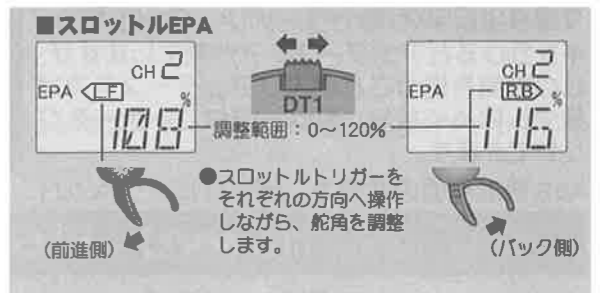 ■スロットルEPA
CH 2
EPA LF
108%
DT1
CH 2
EPA RB
116%
調整範囲:0～120%
●スロットルトリガーを
それぞれの方向へ操作
しながら、舵角を調整
します。
(前進側)
(バック側)